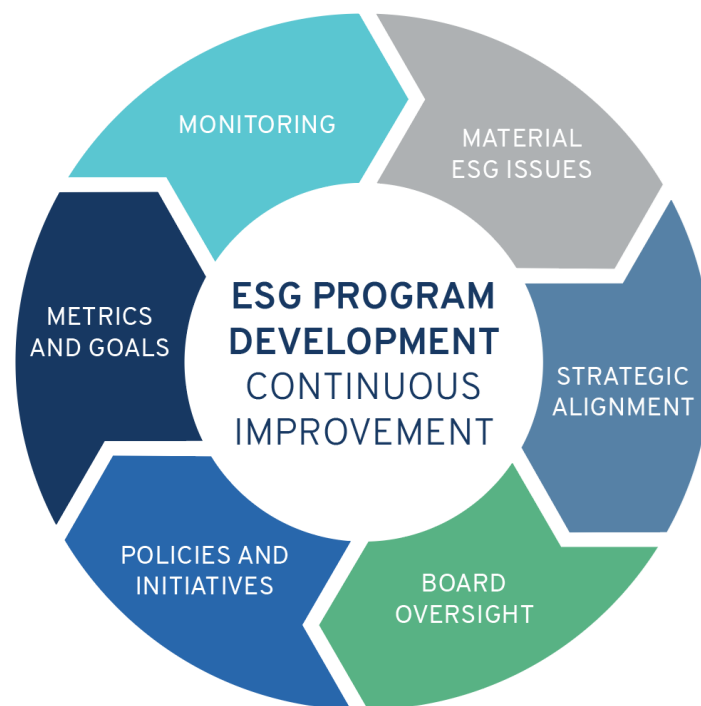 MONITORING
MATERIAL
ESG ISSUES
STRATEGIC
ALIGNMENT
BOARD
OVERSIGHT
POLICIES AND
INITIATIVES
METRICS
AND GOALS
ESG PROGRAM
DEVELOPMENT
CONTINUOUS
IMPROVEMENT